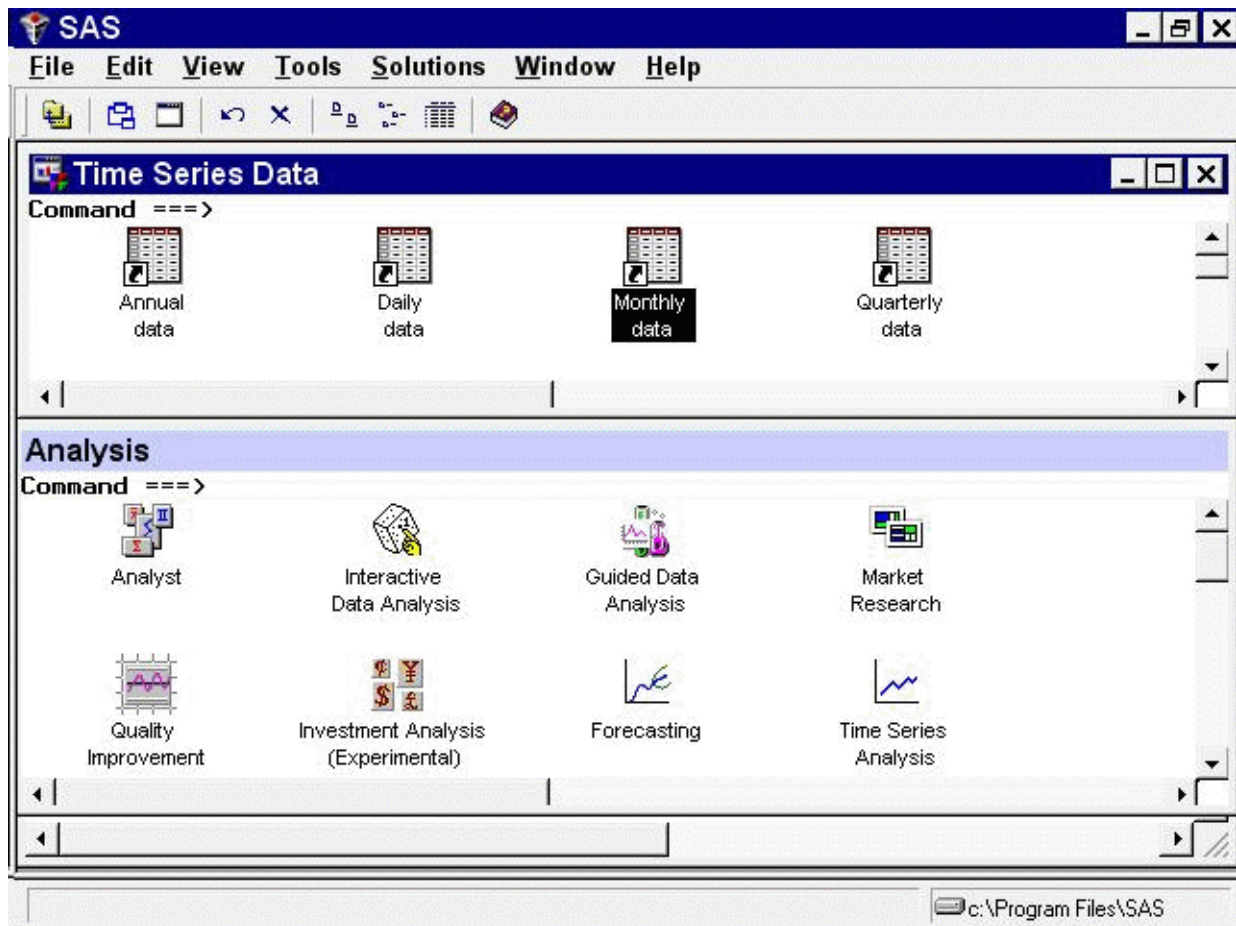 SAS
File Edit View Tools Solutions Window Help
Time Series Data
Command ===>
Annual
data
Daily
data
Monthly
data
Quarterly
data
Analysis
Command ===>
Analyst
Interactive
Data Analysis
Guided Data
Analysis
Market
Research
Quality
Improvement
Investment Analysis
(Experimental)
Forecasting
Time Series
Analysis
c:\Program Files\SAS